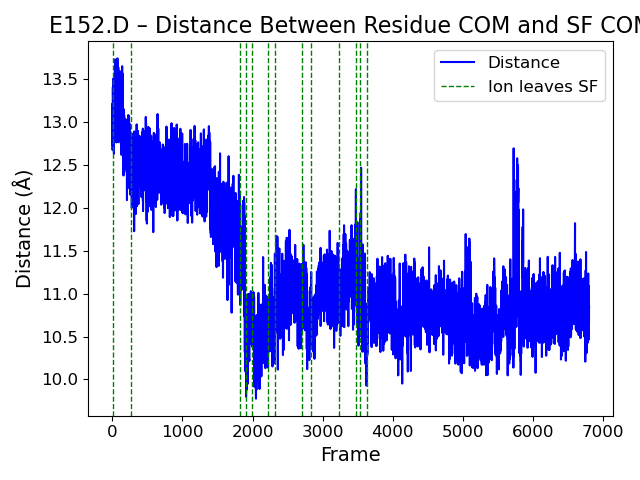 E152.D – Distance Between Residue COM and SF COM
Distance
Ion leaves SF
Distance (Å)
13.5
13.0
12.5
12.0
11.5
11.0
10.5
10.0
0 1000 2000 3000 4000 5000 6000 7000
Frame